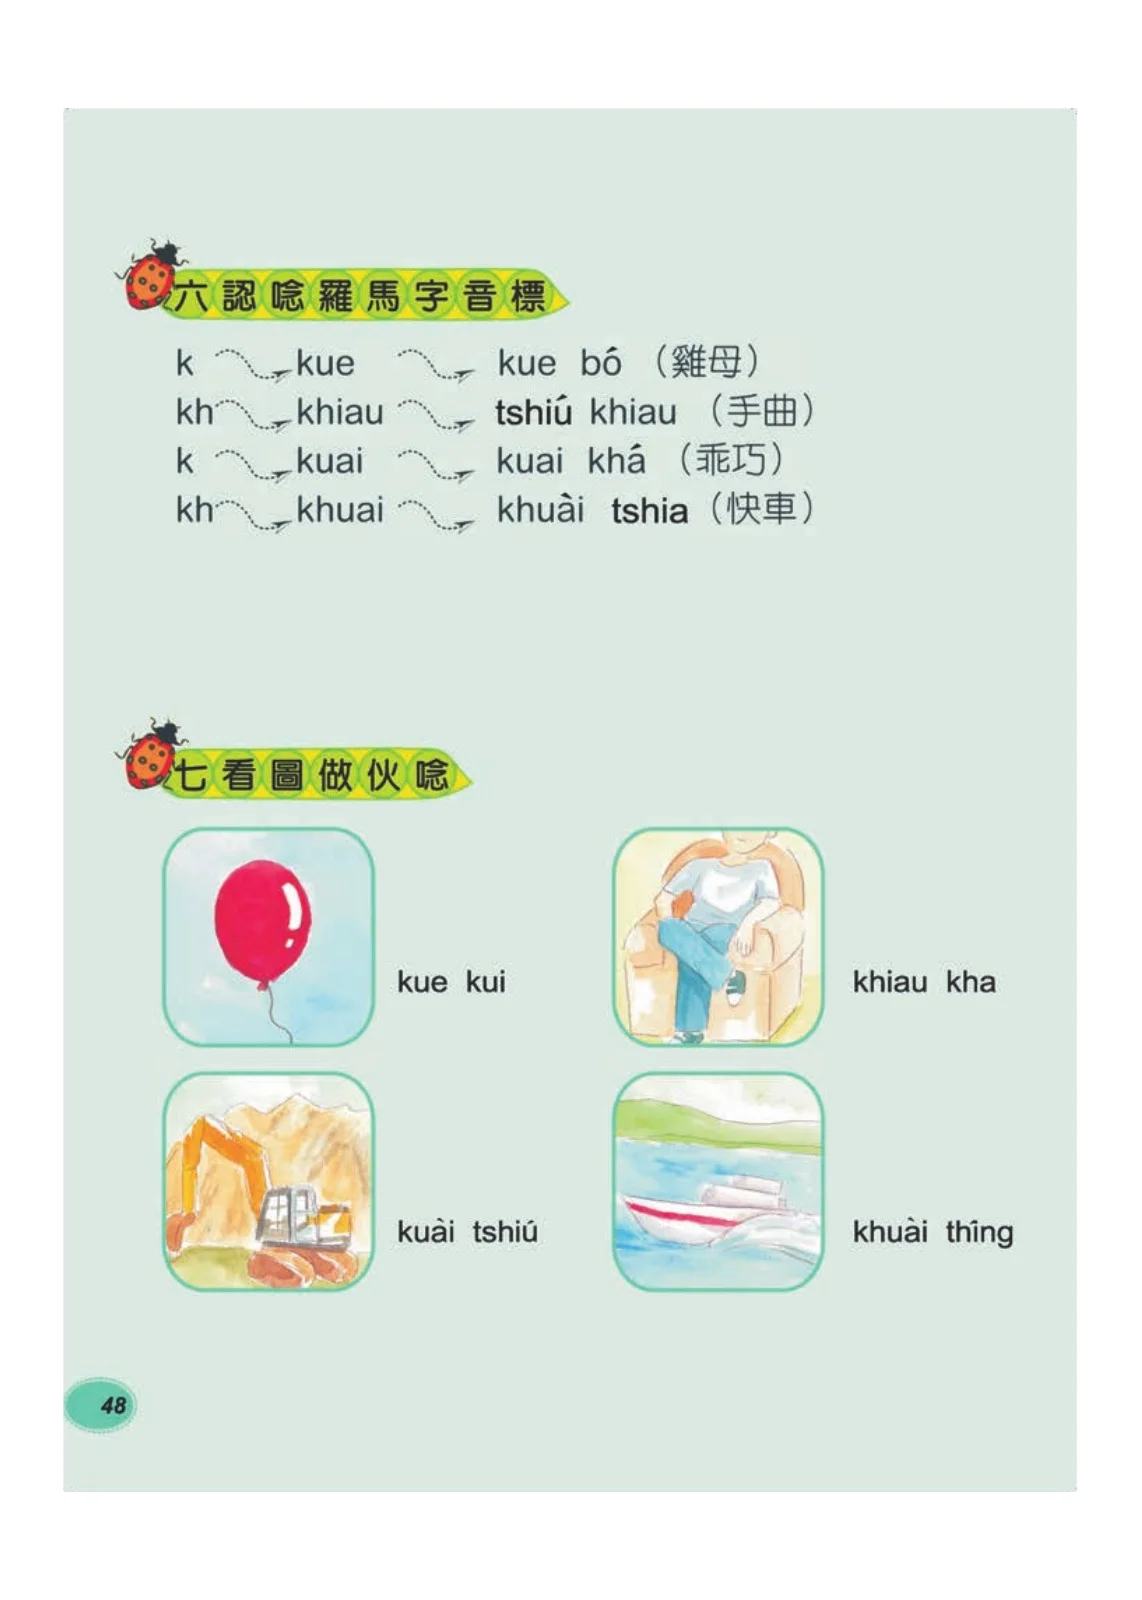 六認唸羅馬字音標
k kue kue bó（雞母）
kh khiau tshiú khiau（手曲）
k kuai kuai khá（乖巧）
kh khuai khuài tshia（快車）
七看圖做伙唸
kue kui
khiau kha
kuài tshiú
khuài thîng
48